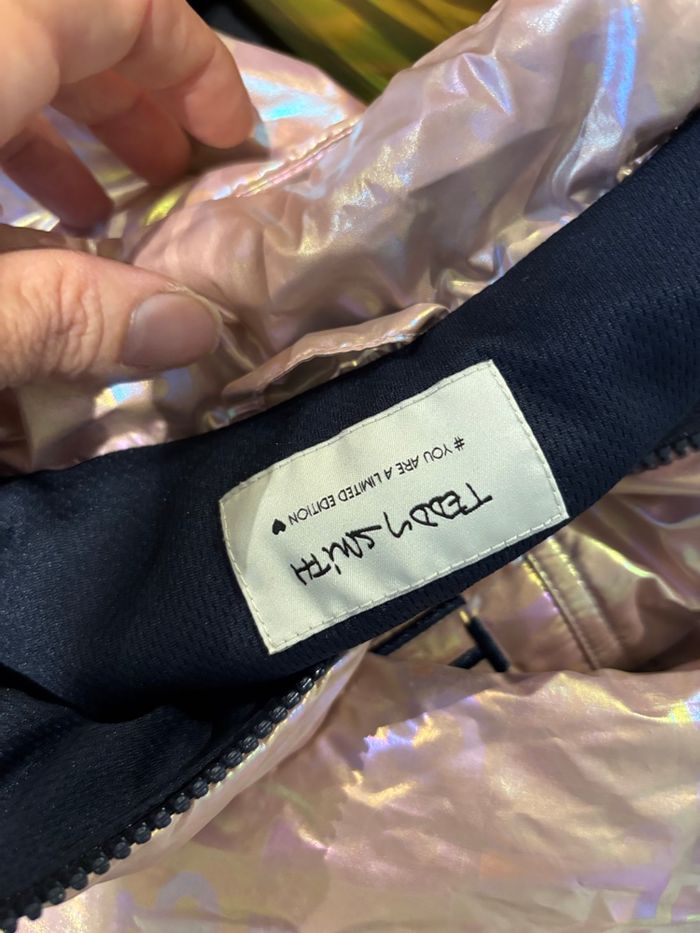 TEDDY SMiTH
# YOU ARE A LIMITED EDITION ♥